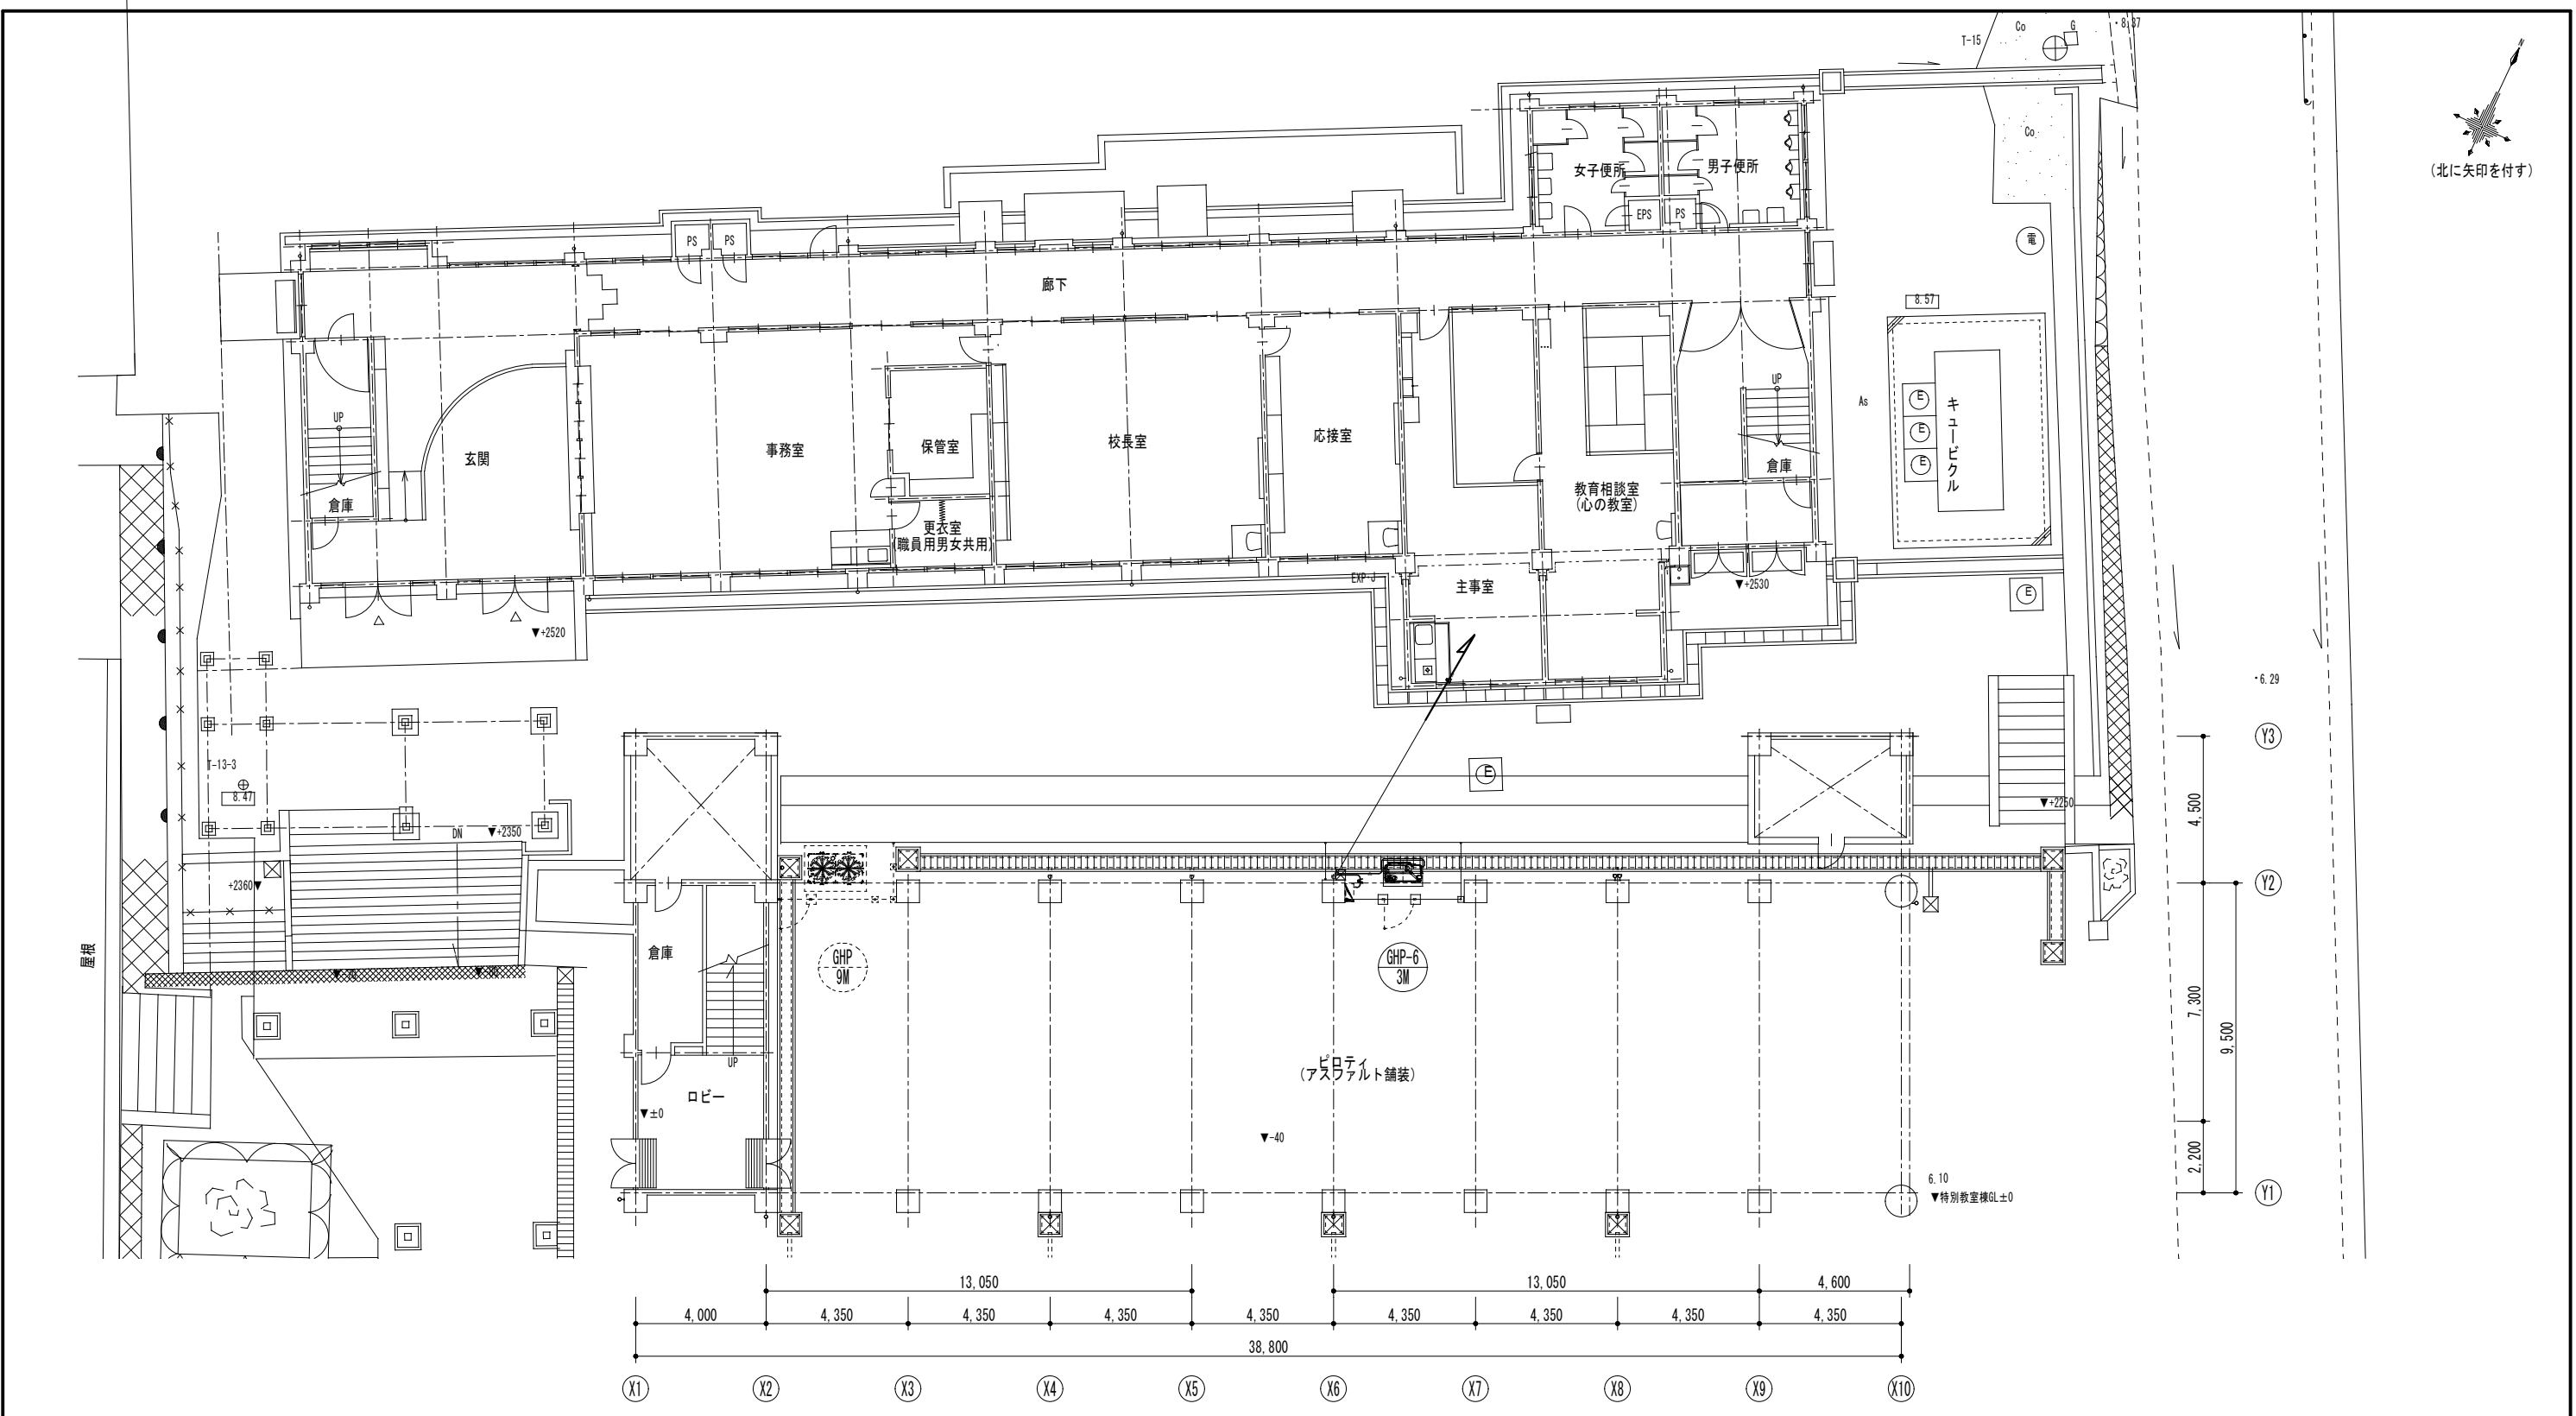 Co
G
・8.37
T-15
Co
N
(北に矢印を付す)
女子便所
男子便所
EPS
PS
PS
PS
電
廊下
8.57
UP
UP
As
E
E
E
キュービクル
玄関
事務室
保管室
校長室
応接室
倉庫
倉庫
教育相談室
(心の教室)
更衣室
(職員用男女共用)
EXP-J
主事室
▼+2530
E
▼+2520
・6.29
Y3
T-13-3
8.47
E
▼+2250
4,500
DN
▼+2350
+2360▼
Y2
屋根
倉庫
GHP
9M
GHP-6
3M
7,300
9,500
UP
ピロティ
(アスファルト舗装)
ロビー
▼±0
▼-40
2,200
6.10
▼特別教室棟GL±0
Y1
13,050
13,050
4,600
4,000
4,350
4,350
4,350
4,350
4,350
4,350
4,350
4,350
38,800
X1
X2
X3
X4
X5
X6
X7
X8
X9
X10